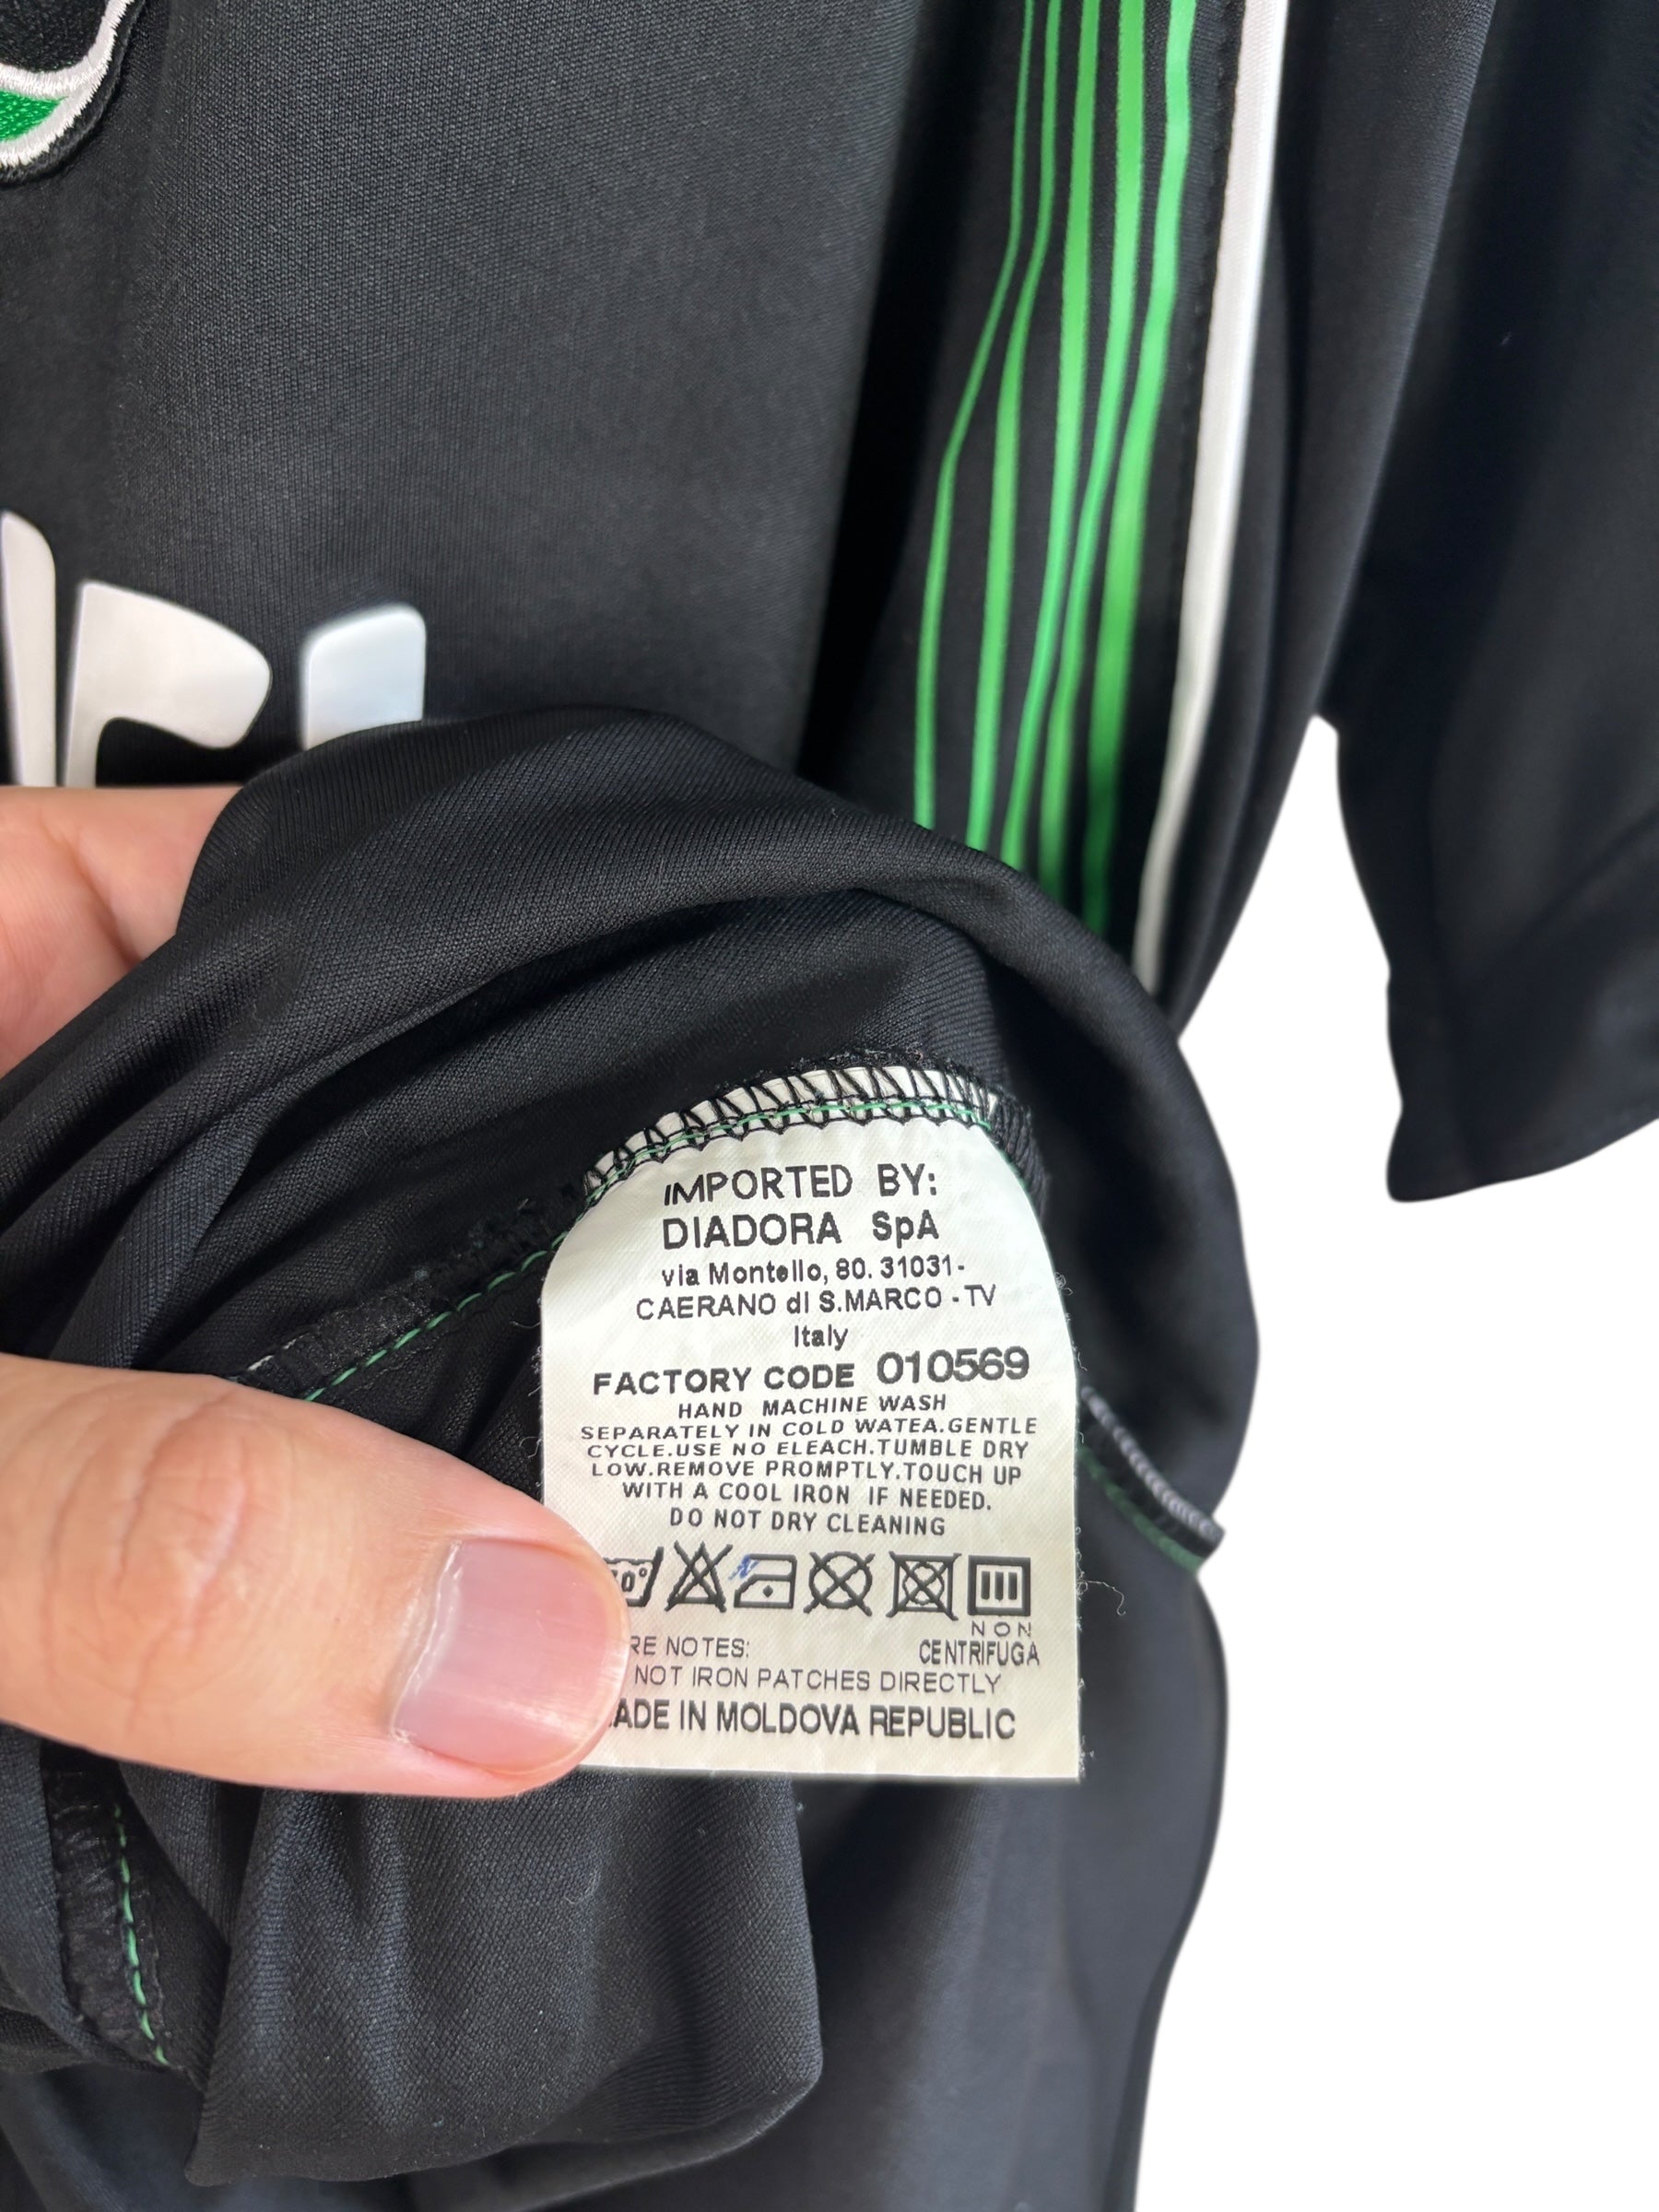 IMPORTED BY:
DIADORA SpA
via Montello, 80. 31031-
CAERANO di S.MARCO - TV
Italy
FACTORY CODE 010569
HAND MACHINE WASH
SEPARATELY IN COLD WATEA.GENTLE
CYCLE.USE NO ELEACH.TUMBLE DRY
LOW.REMOVE PROMPTLY.TOUCH UP
WITH A COOL IRON IF NEEDED.
DO NOT DRY CLEANING
NON
CENTRIFUGA
RE NOTES:
NOT IRON PATCHES DIRECTLY
ADE IN MOLDOVA REPUBLIC